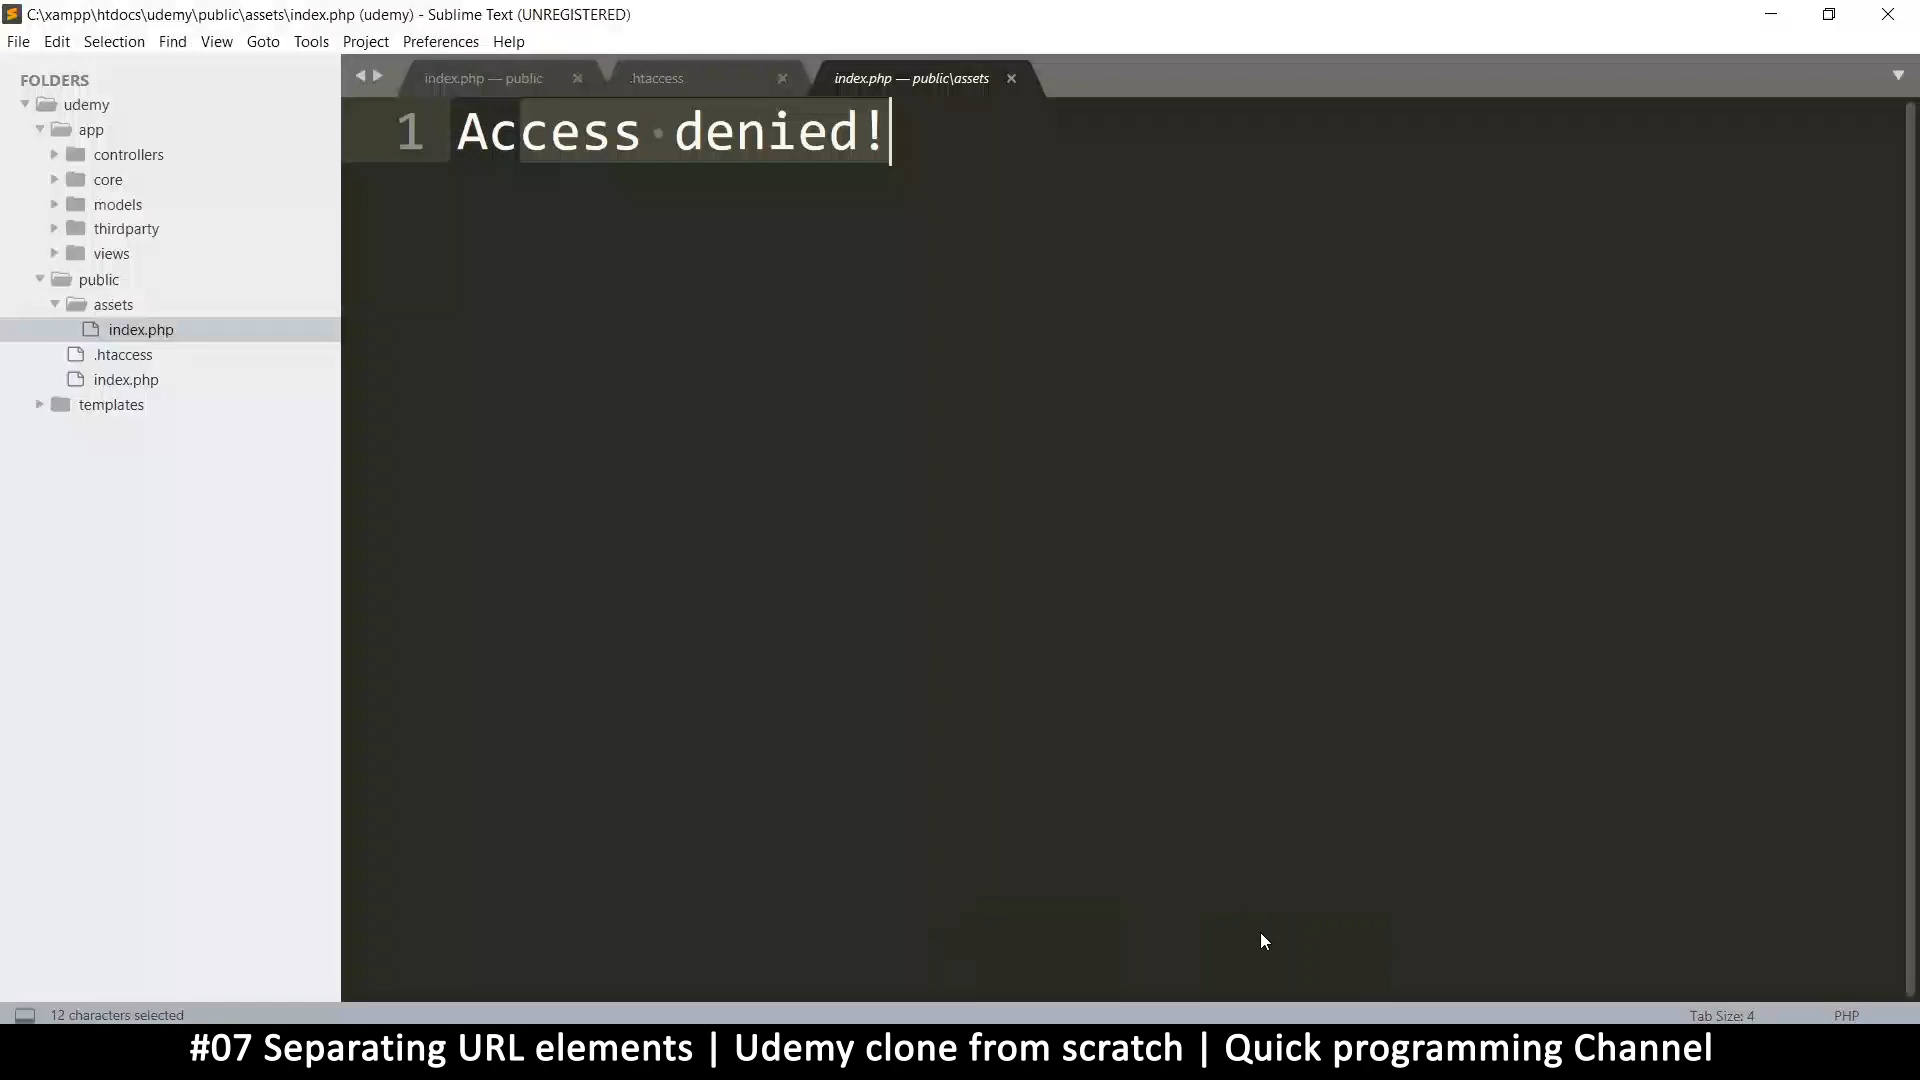 C:\xampp\htdocs\udemy\public\assets\index.php (udemy) - Sublime Text (UNREGISTERED)
File Edit Selection Find View Goto Tools Project Preferences Help
FOLDERS
udemy
app
controllers
core
models
thirdparty
views
public
assets
index.php
.htaccess
index.php
templates
index.php — public
.htaccess
index.php — public\assets
1 Access denied!
12 characters selected
Tab Size: 4
PHP
#07 Separating URL elements | Udemy clone from scratch | Quick programming Channel